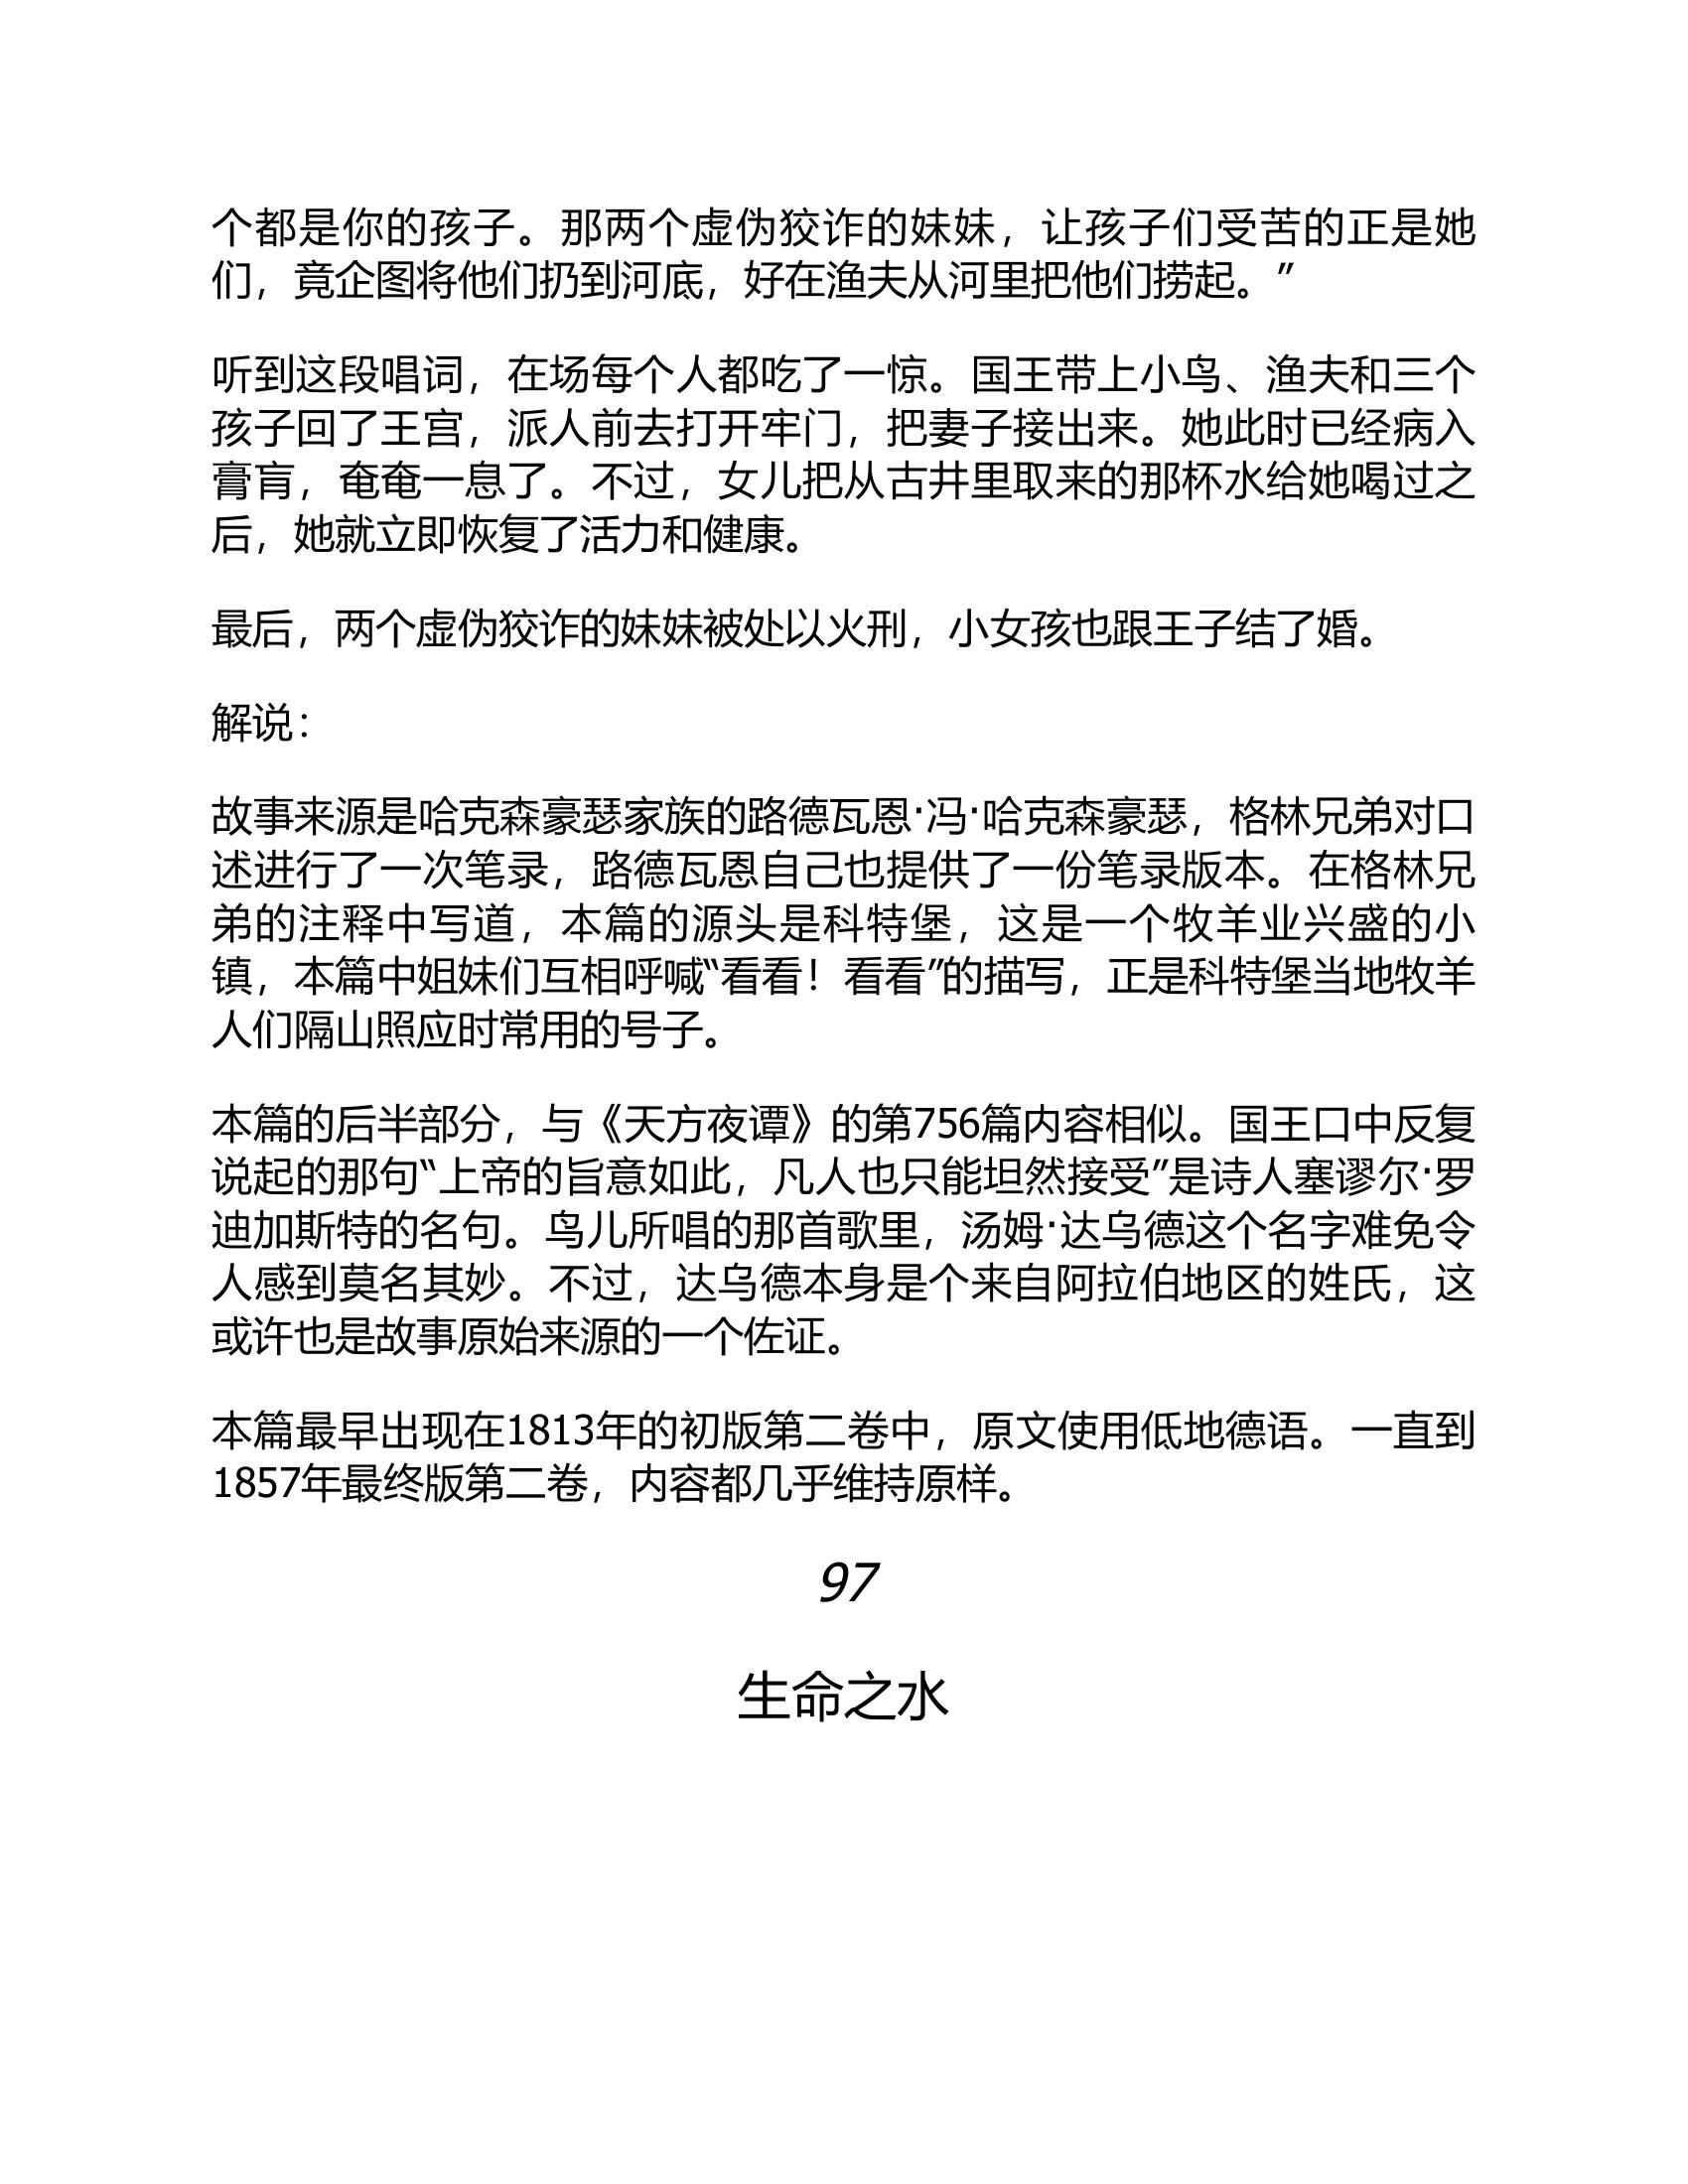 个都是你的孩子。那两个虚伪狡诈的妹妹，让孩子们受苦的正是她
们，竟企图将他们扔到河底，好在渔夫从河里把他们捞起。”
听到这段唱词，在场每个人都吃了一惊。国王带上小鸟、渔夫和三个
孩子回了王宫，派人前去打开牢门，把妻子接出来。她此时已经病入
膏肓，奄奄一息了。不过，女儿把从古井里取来的那杯水给她喝过之
后，她就立即恢复了活力和健康。
最后，两个虚伪狡诈的妹妹被处以火刑，小女孩也跟王子结了婚。
解说：
故事来源是哈克森豪瑟家族的路德瓦恩·冯·哈克森豪瑟，格林兄弟对口
述进行了一次笔录，路德瓦恩自己也提供了一份笔录版本。在格林兄
弟的注释中写道，本篇的源头是科特堡，这是一个牧羊业兴盛的小
镇，本篇中姐妹们互相呼喊“看看！看看”的描写，正是科特堡当地牧羊
人们隔山照应时常用的号子。
本篇的后半部分，与《天方夜谭》的第756篇内容相似。国王口中反复
说起的那句“上帝的旨意如此，凡人也只能坦然接受”是诗人塞谬尔·罗
迪加斯特的名句。鸟儿所唱的那首歌里，汤姆·达乌德这个名字难免令
人感到莫名其妙。不过，达乌德本身是个来自阿拉伯地区的姓氏，这
或许也是故事原始来源的一个佐证。
本篇最早出现在1813年的初版第二卷中，原文使用低地德语。一直到
1857年最终版第二卷，内容都几乎维持原样。
97
生命之水